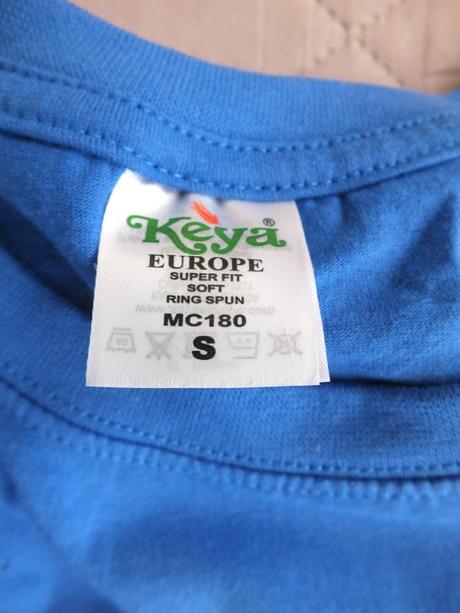 Keya®
EUROPE
SUPER FIT
SOFT
RING SPUN
MC180
S